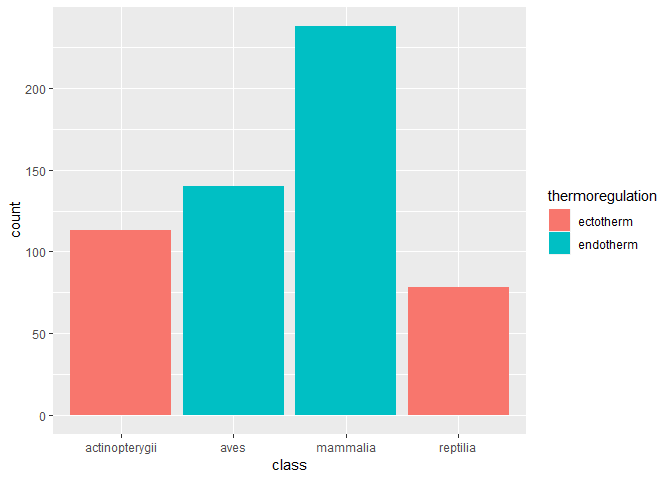 200
150
100
50
0
count
actinopterygii aves mammalia reptilia
class
thermoregulation
ectotherm
endotherm